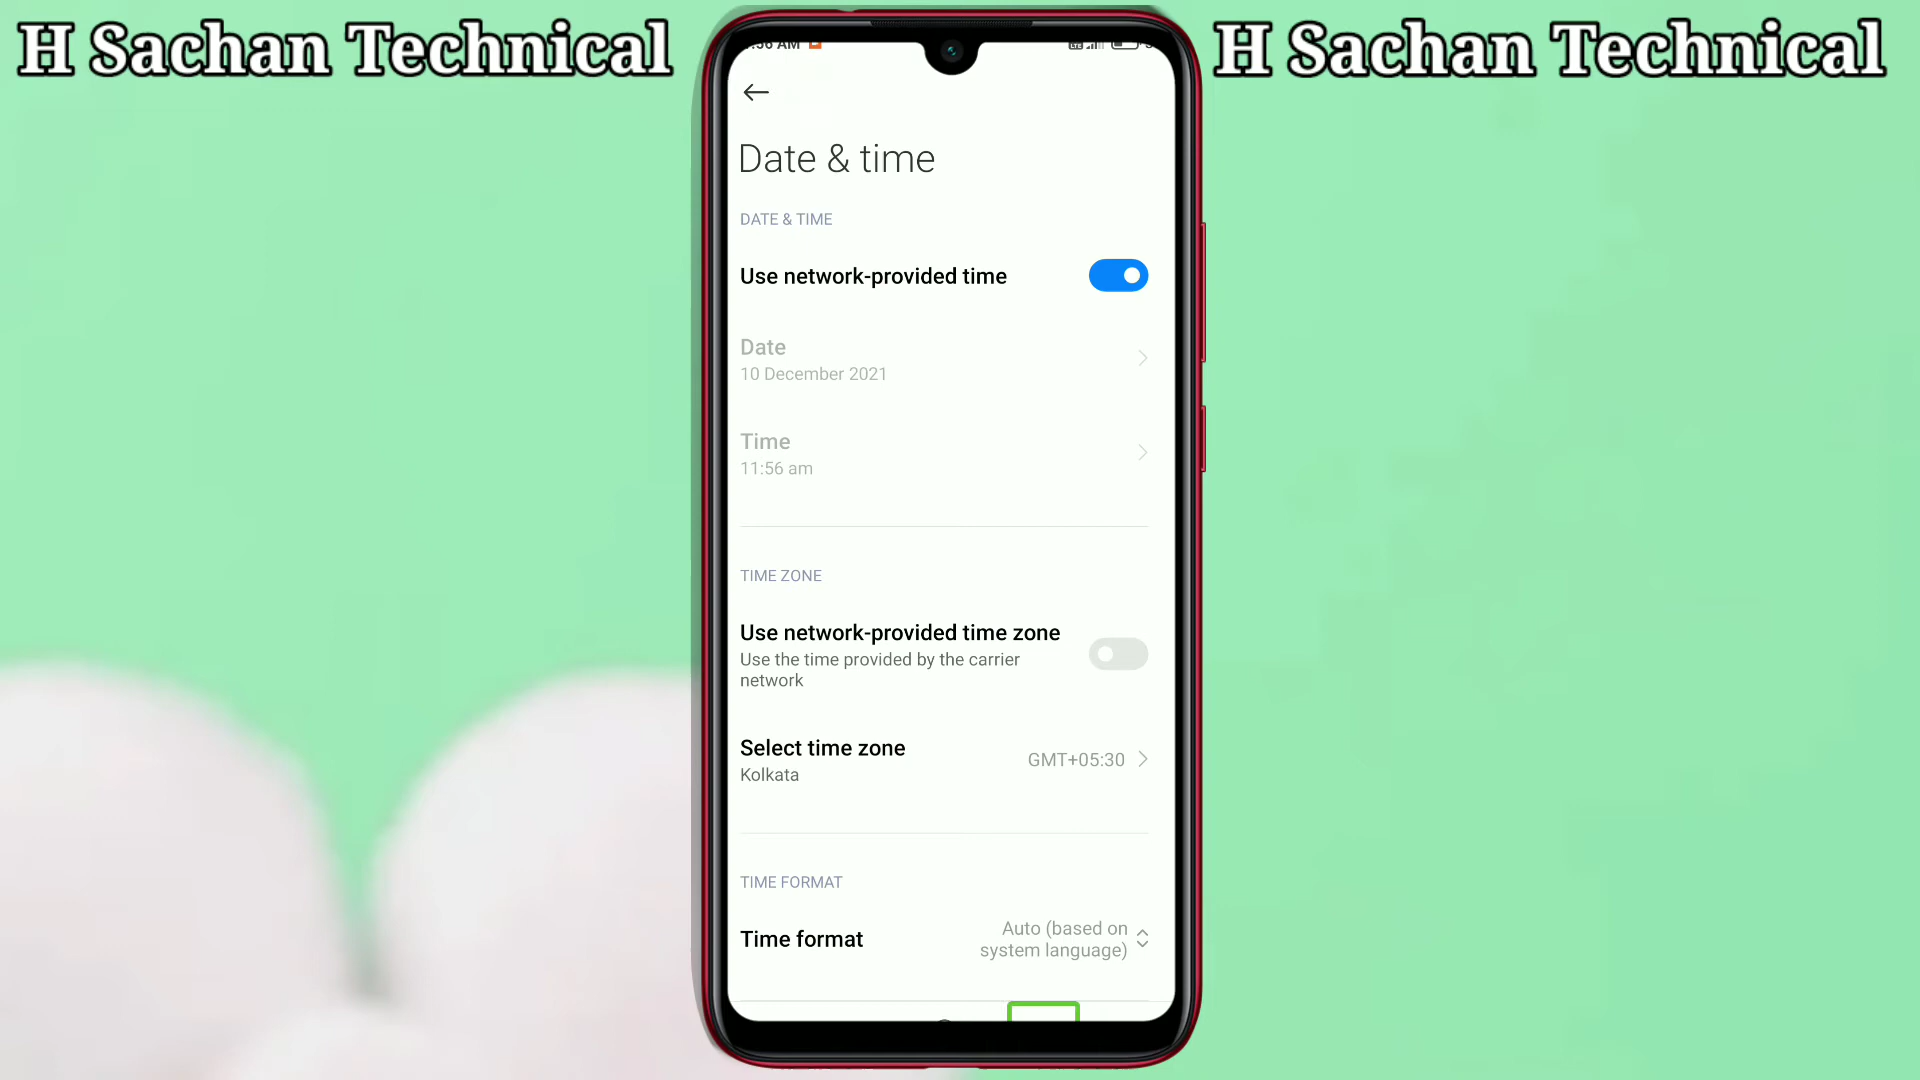 H Sachan Technical
H Sachan Technical
:56 AM
Date & time
DATE & TIME
Use network-provided time
Date
10 December 2021
Time
11:56 am
TIME ZONE
Use network-provided time zone
Use the time provided by the carrier
network
Select time zone
Kolkata
GMT+05:30
TIME FORMAT
Time format
Auto (based on
system language)